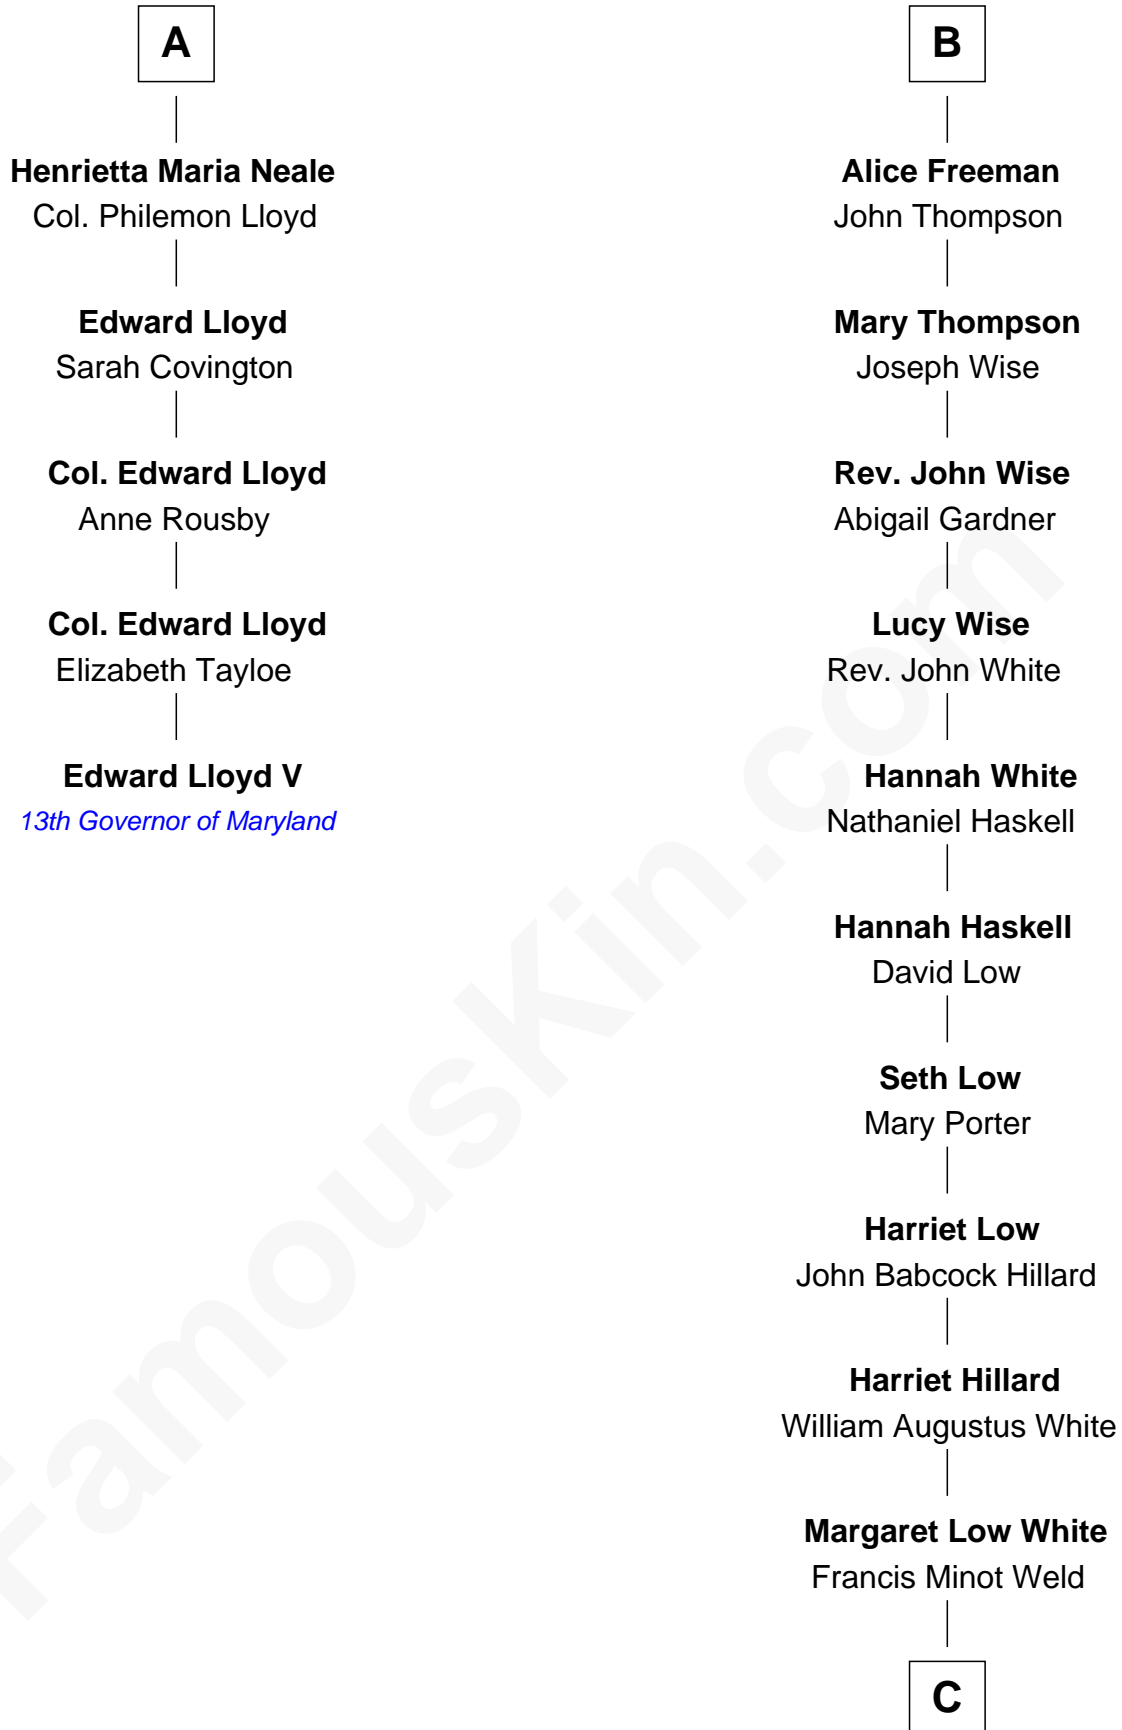 A
Henrietta Maria Neale
Col. Philemon Lloyd
Edward Lloyd
Sarah Covington
Col. Edward Lloyd
Anne Rousby
Col. Edward Lloyd
Elizabeth Tayloe
Edward Lloyd V
13th Governor of Maryland
B
Alice Freeman
John Thompson
Mary Thompson
Joseph Wise
Rev. John Wise
Abigail Gardner
Lucy Wise
Rev. John White
Hannah White
Nathaniel Haskell
Hannah Haskell
David Low
Seth Low
Mary Porter
Harriet Low
John Babcock Hillard
Harriet Hillard
William Augustus White
Margaret Low White
Francis Minot Weld
C
FamousKin.com